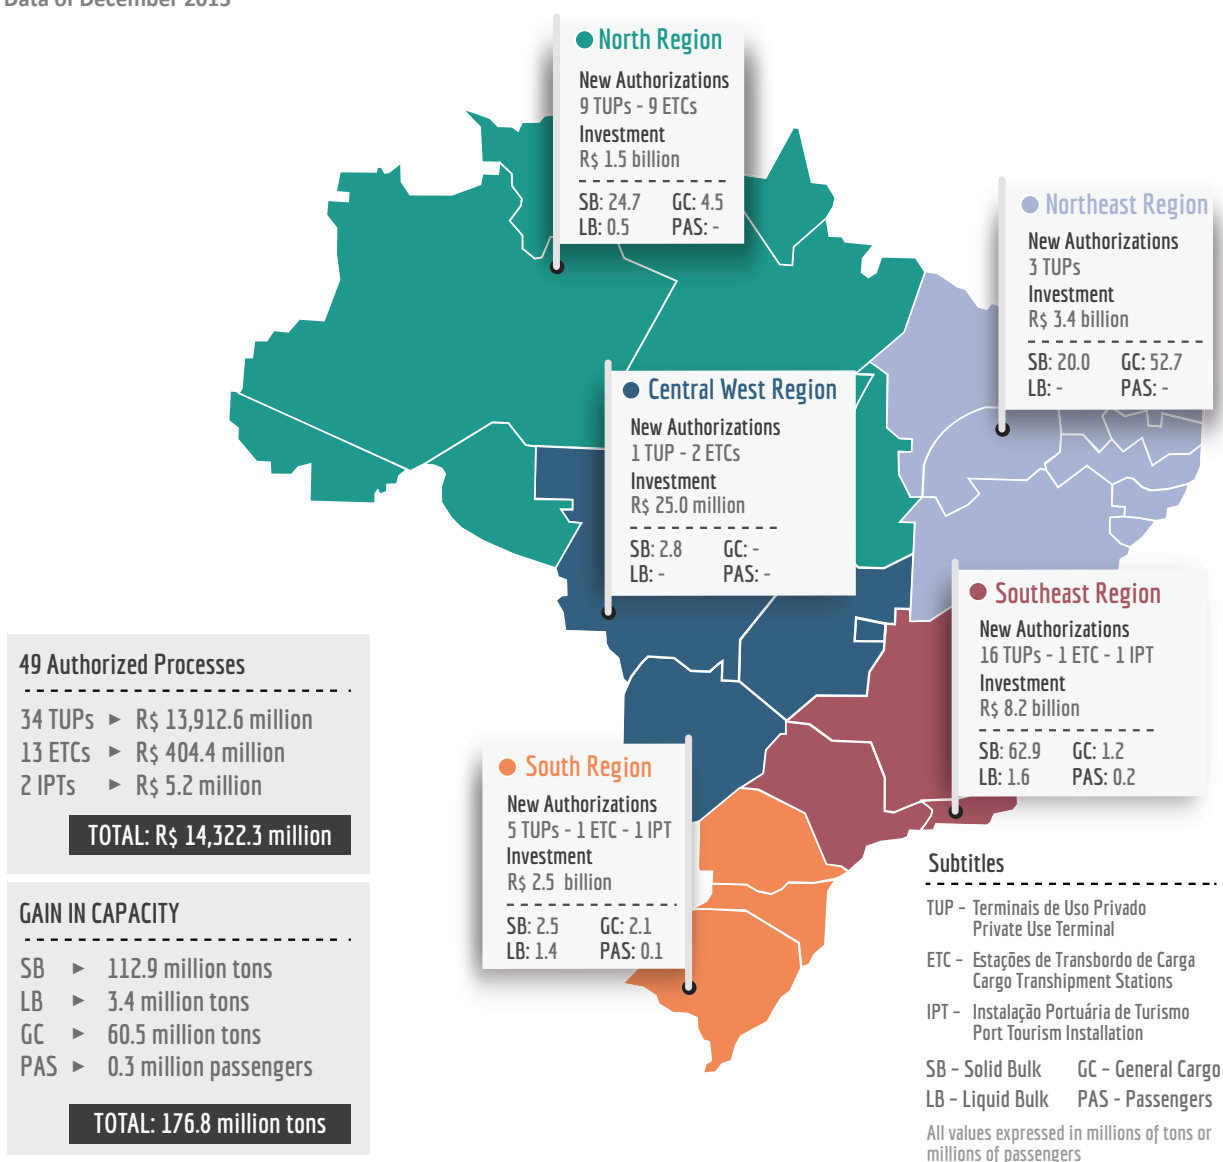 Data of December 2015
North Region
New Authorizations
9 TUPs - 9 ETCs
Investment
R$ 1.5 billion
SB: 24.7 GC: 4.5
LB: 0.5 PAS: -
Northeast Region
New Authorizations
3 TUPs
Investment
R$ 3.4 billion
SB: 20.0 GC: 52.7
LB: - PAS: -
Central West Region
New Authorizations
1 TUP - 2 ETCs
Investment
R$ 25.0 million
SB: 2.8 GC: -
LB: - PAS: -
Southeast Region
New Authorizations
16 TUPs - 1 ETC - 1 IPT
Investment
R$ 8.2 billion
SB: 62.9 GC: 1.2
LB: 1.6 PAS: 0.2
South Region
New Authorizations
5 TUPs - 1 ETC - 1 IPT
Investment
R$ 2.5 billion
SB: 2.5 GC: 2.1
LB: 1.4 PAS: 0.1
49 Authorized Processes
34 TUPs ► R$ 13,912.6 million
13 ETCs ► R$ 404.4 million
2 IPTs ► R$ 5.2 million
TOTAL: R$ 14,322.3 million
GAIN IN CAPACITY
SB ► 112.9 million tons
LB ► 3.4 million tons
GC ► 60.5 million tons
PAS ► 0.3 million passengers
TOTAL: 176.8 million tons
Subtitles
TUP - Terminais de Uso Privado
Private Use Terminal
ETC - Estações de Transbordo de Carga
Cargo Transhipment Stations
IPT - Instalação Portuária de Turismo
Port Tourism Installation
SB - Solid Bulk GC - General Cargo
LB - Liquid Bulk PAS - Passengers
All values expressed in millions of tons or
millions of passengers